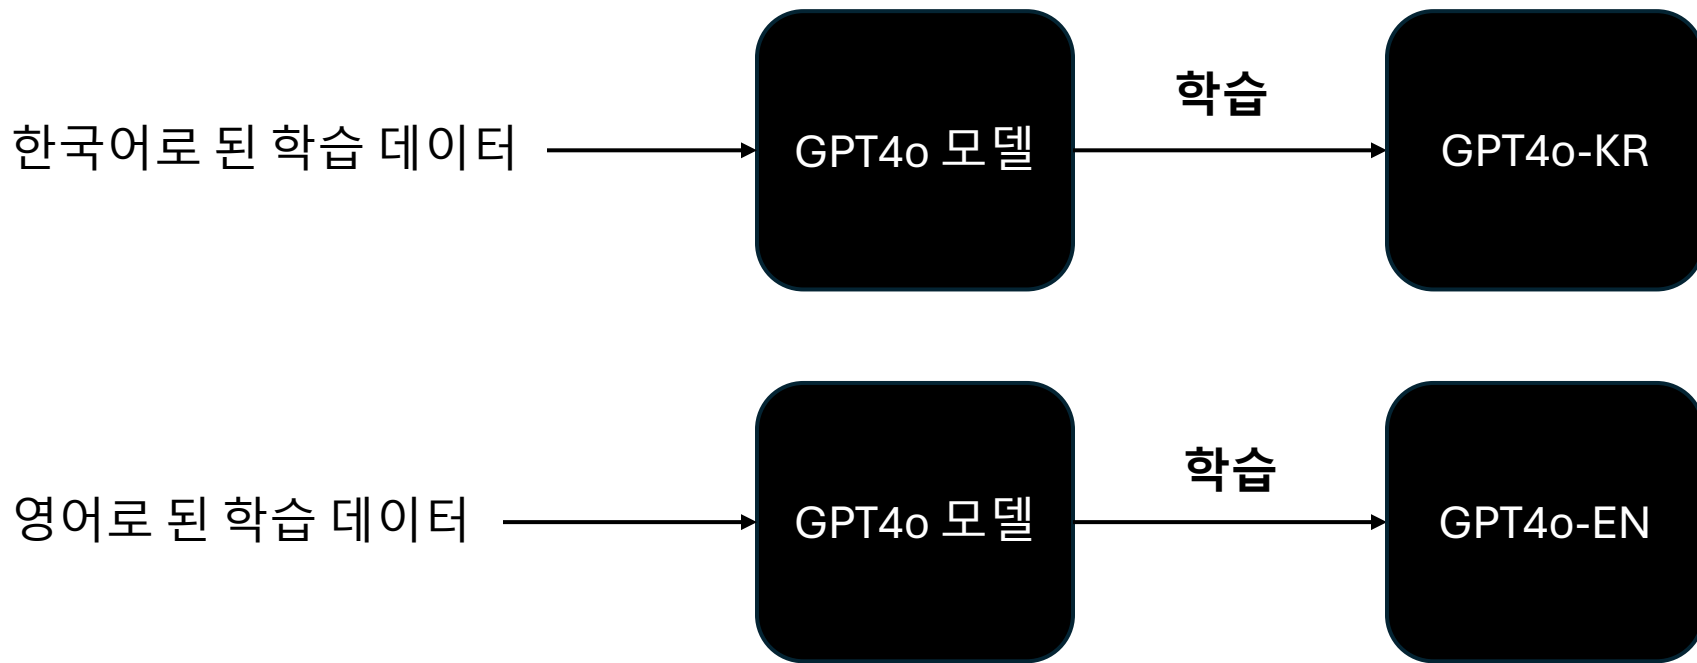 학습
한국어로 된 학습 데이터
GPT4o 모델
GPT4o-KR
학습
영어로 된 학습 데이터
GPT4o 모델
GPT4o-EN